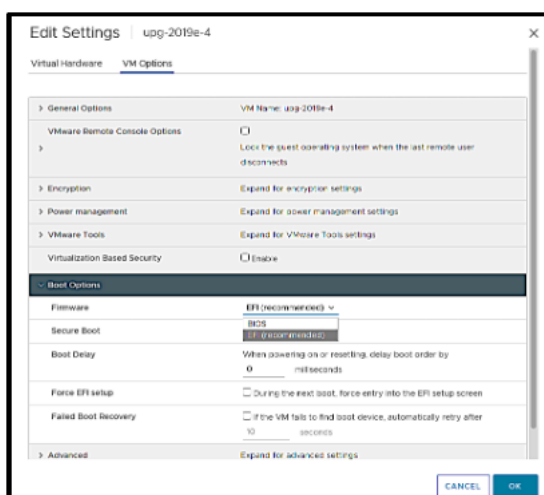 Edit Settings | upg-2019e-4
Virtual Hardware VM Options
General Options VM Name: upg-2019e-4
VMware Remote Console Options
Lock the guest operating system when the last remote user
disconnects
Encryption Expand for encryption settings
Power management Expand for power management settings
VMware Tools Expand for VMware Tools settings
Virtualization Based Security Enable
Boot Options
Firmware EFI (recommended)
BIOS
EFI (recommended)
Secure Boot
Boot Delay When powering on or resetting, delay boot order by
0 milliseconds
Force EFI setup During the next boot, force entry into the EFI setup screen
Failed Boot Recovery If the VM fails to find boot device, automatically retry after
10 seconds
Advanced Expand for advanced settings
CANCEL OK